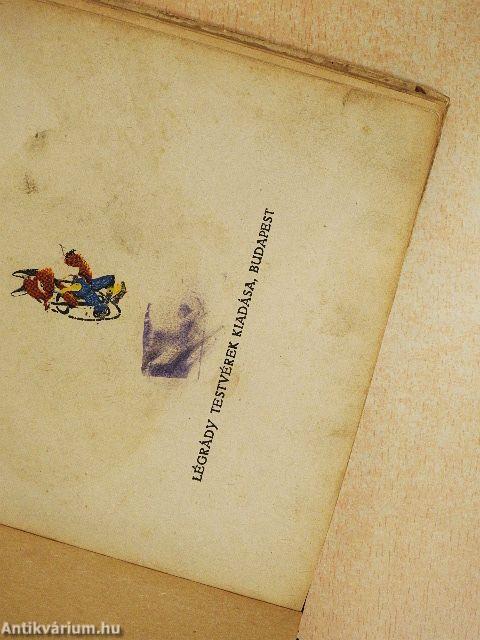 LÉGRÁDY TESTVÉREK KIADÁSA, BUDAPEST
Antikvárium.hu